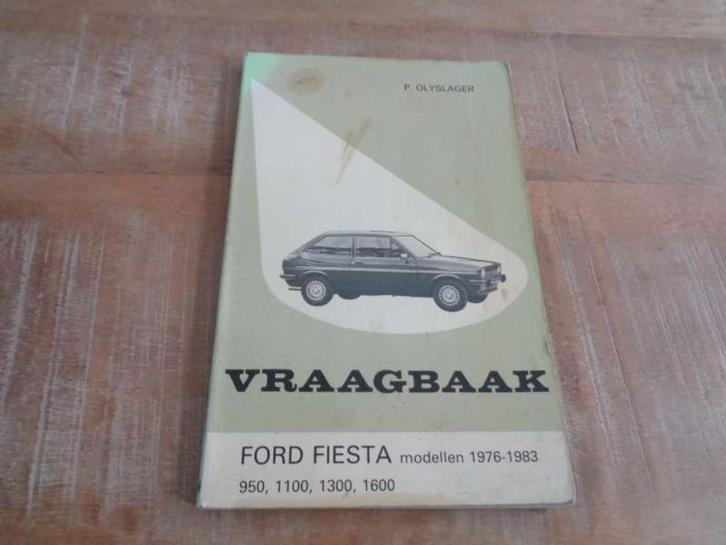 P. OLYSLAGER
VRAAGBAAK
FORD FIESTA modellen 1976-1983
950, 1100, 1300, 1600